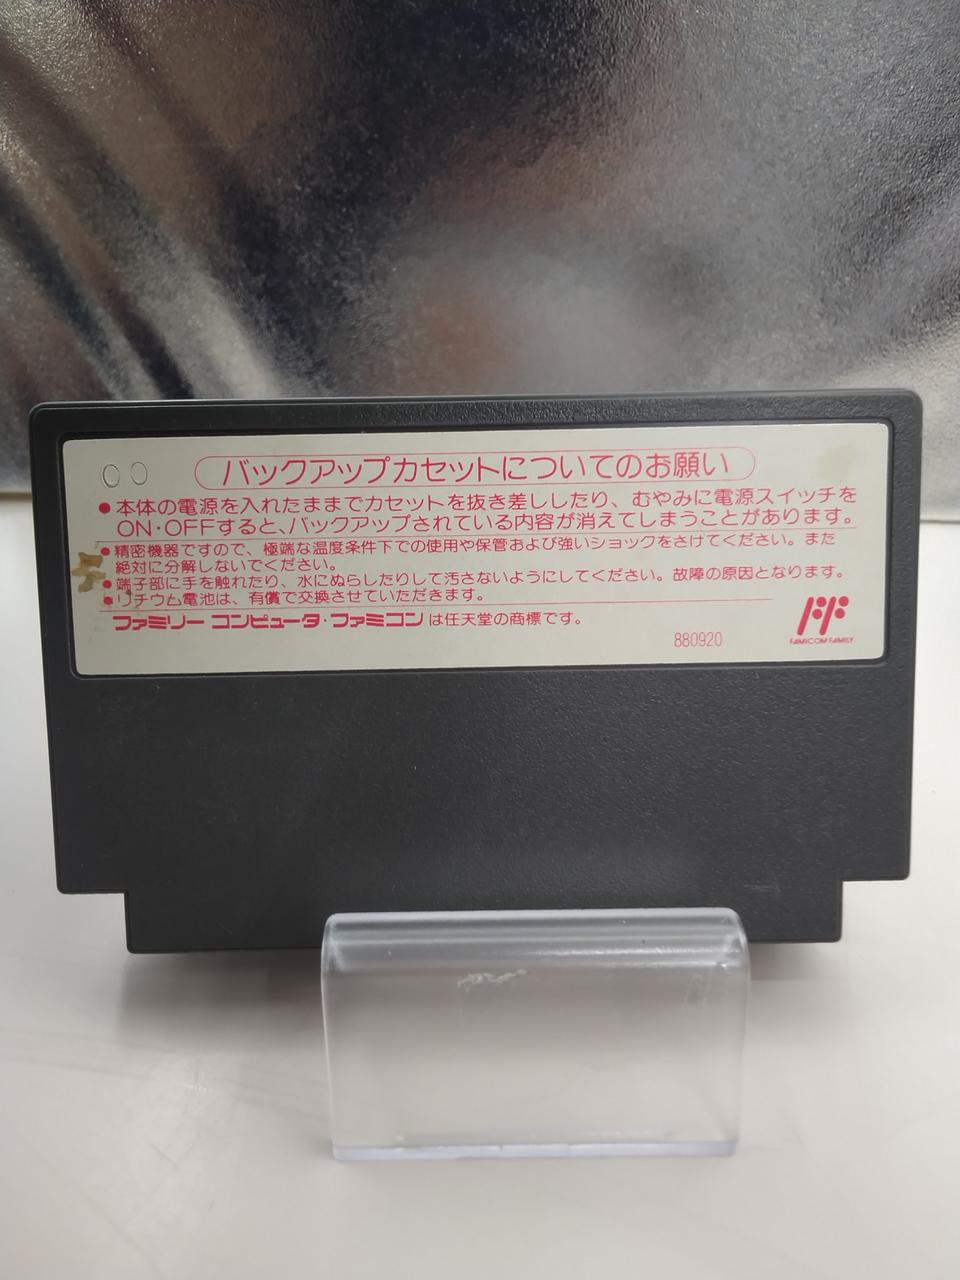 00
バックアップカセットについてのお願い
●本体の電源を入れたままでカセットを抜き差ししたり、むやみに電源スイッチを
ON・OFFすると、バックアップされている内容が消えてしまうことがあります。
●精密機器ですので、極端な温度条件下での使用や保管および強いショックをさけてください。また
絶対に分解しないでください。
●端子部に手を触れたり、水にぬらしたりして汚さないようにしてください。故障の原因となります。
●リチウム電池は、有償で交換させていただきます。
ファミリーコンピュータ・ファミコンは任天堂の商標です。
880920
FAMICOM FAMILY